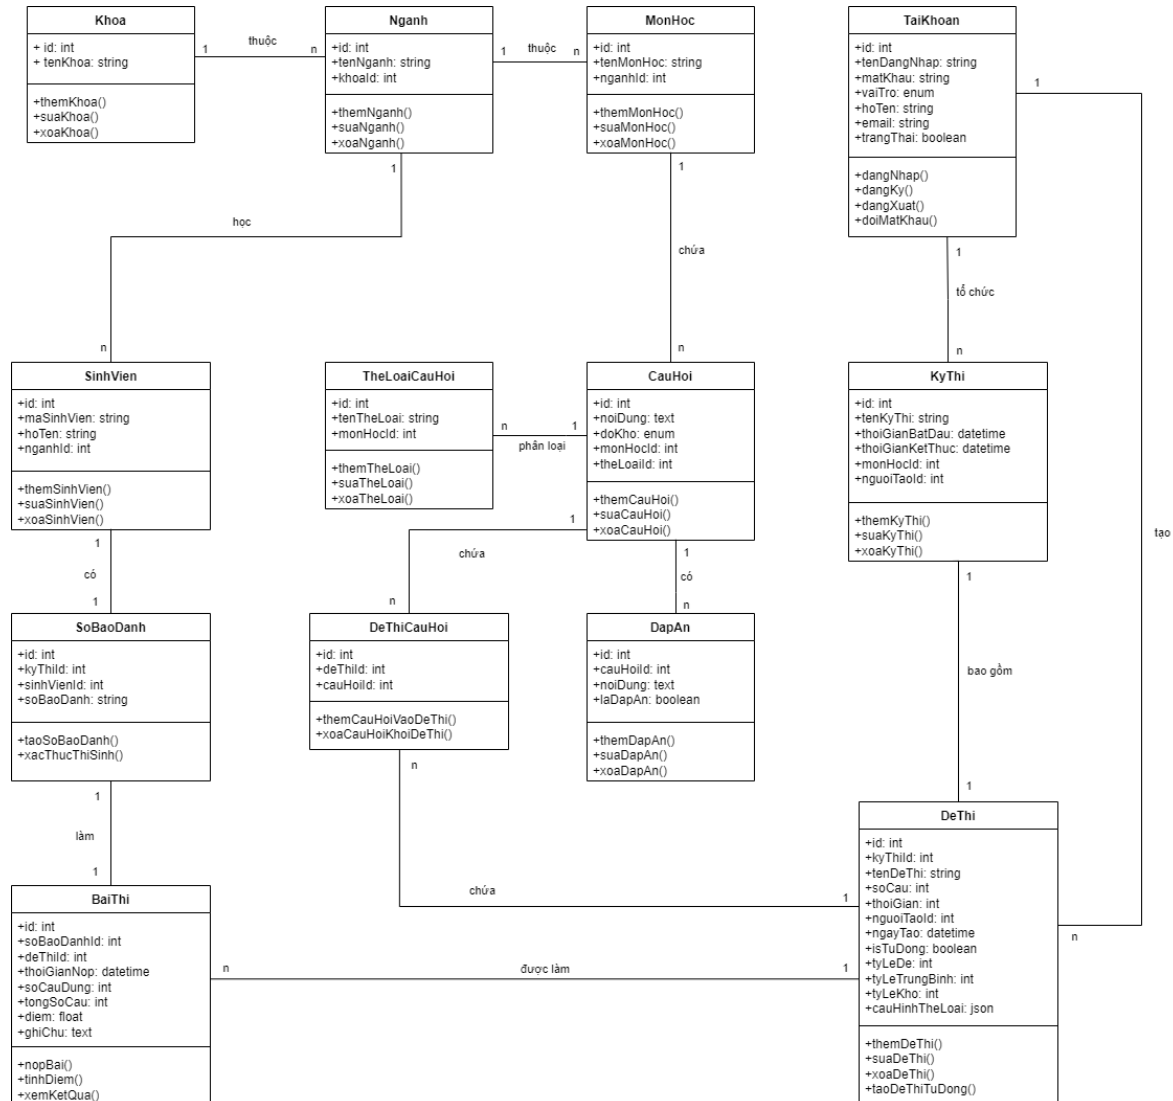 Khoa
+ id: int
+ tenKhoa: string
+themKhoa()
+suaKhoa()
+xoaKhoa()
1
thuộc
n
Nganh
+id: int
+tenNganh: string
+khoaId: int
+themNganh()
+suaNganh()
+xoaNganh()
1
thuộc
n
MonHoc
+id: int
+tenMonHoc: string
+nganhId: int
+themMonHoc()
+suaMonHoc()
+xoaMonHoc()
TaiKhoan
+id: int
+tenDangNhap: string
+matKhau: string
+vaiTro: enum
+hoTen: string
+email: string
+trangThai: boolean
+dangNhap()
+dangKy()
+dangXuat()
+doiMatKhau()
1
1
học
n
1
chứa
n
1
tổ chức
n
SinhVien
+id: int
+maSinhVien: string
+hoTen: string
+nganhId: int
+themSinhVien()
+suaSinhVien()
+xoaSinhVien()
TheLoaiCauHoi
+id: int
+tenTheLoai: string
+monHocId: int
+themTheLoai()
+suaTheLoai()
+xoaTheLoai()
n
1
phân loại
CauHoi
+id: int
+noiDung: text
+doKho: enum
+monHocId: int
+theLoaiId: int
+themCauHoi()
+suaCauHoi()
+xoaCauHoi()
KyThi
+id: int
+tenKyThi: string
+thoiGianBatDau: datetime
+thoiGianKetThuc: datetime
+monHocId: int
+nguoiTaoId: int
+themKyThi()
+suaKyThi()
+xoaKyThi()
tạo
1
có
1
1
chứa
n
1
có
n
1
bao gồm
1
SoBaoDanh
+id: int
+kyThiId: int
+sinhVienId: int
+soBaoDanh: string
+taoSoBaoDanh()
+xacThucThiSinh()
DeThiCauHoi
+id: int
+deThiId: int
+cauHoiId: int
+themCauHoiVaoDeThi()
+xoaCauHoiKhoiDeThi()
DapAn
+id: int
+cauHoiId: int
+noiDung: text
+laDapAn: boolean
+themDapAn()
+suaDapAn()
+xoaDapAn()
n
chứa
1
1
làm
1
BaiThi
+id: int
+soBaoDanhId: int
+deThiId: int
+thoiGianNop: datetime
+soCauDung: int
+tongSoCau: int
+diem: float
+ghiChu: text
+nopBai()
+tinhDiem()
+xemKetQua()
n
được làm
1
DeThi
+id: int
+kyThiId: int
+tenDeThi: string
+soCau: int
+thoiGian: int
+nguoiTaoId: int
+ngayTao: datetime
+isTuDong: boolean
+tyLeDe: int
+tyLeTrungBinh: int
+tyLeKho: int
+cauHinhTheLoai: json
+themDeThi()
+suaDeThi()
+xoaDeThi()
+taoDeThiTuDong()
n